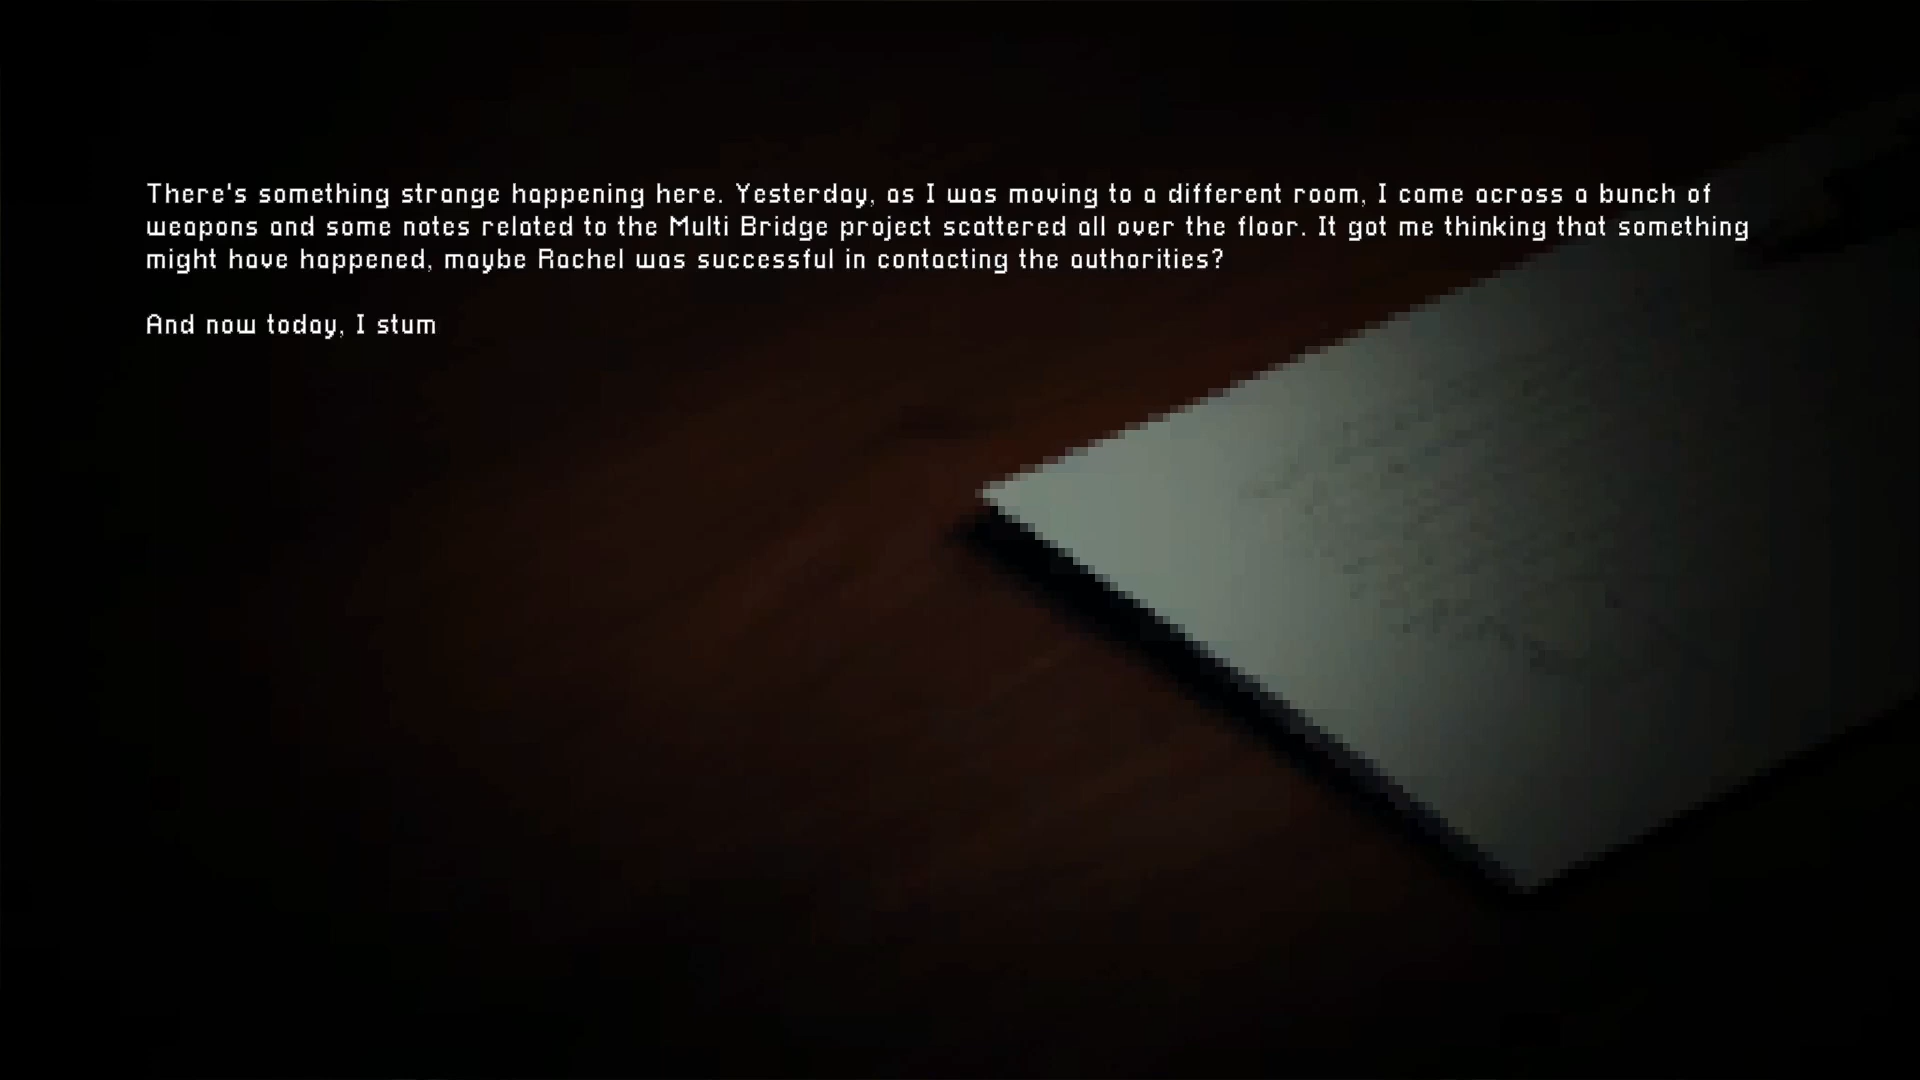 There's something strange happening here. Yesterday, as I was moving to a different room, I came across a bunch of
weapons and some notes related to the Multi Bridge project scattered all over the floor. It got me thinking that something
might have happened, maybe Rachel was successful in contacting the authorities?
And now today, I stum